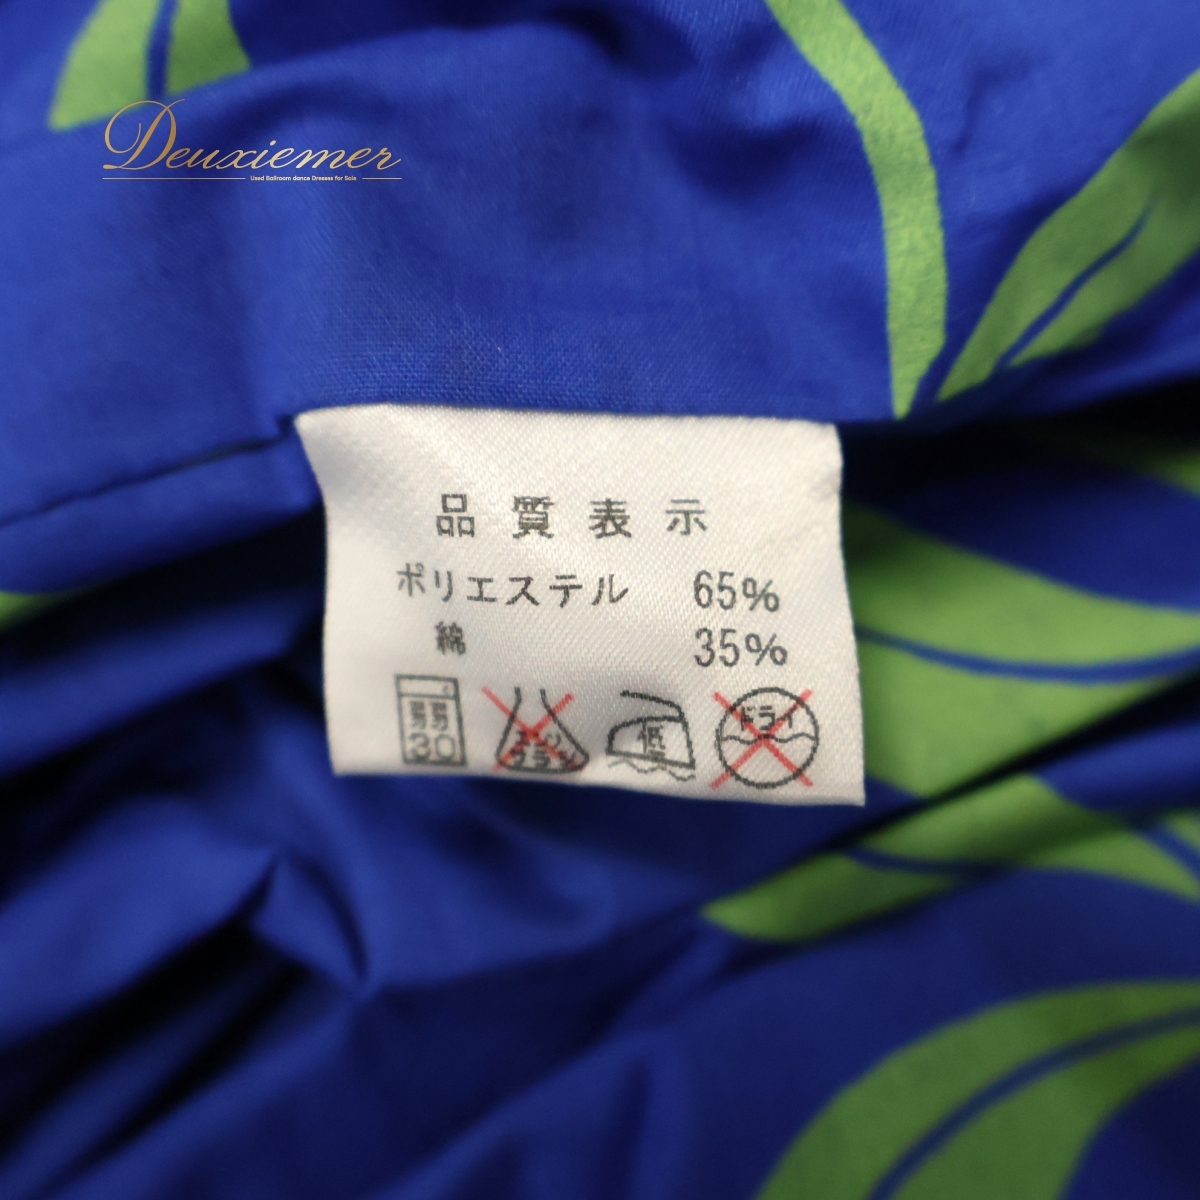 Deuxiemer
Used Ballroom dance Dresses for Sale
品質表示
ポリエステル 65%
綿 35%
30 低 ドライ